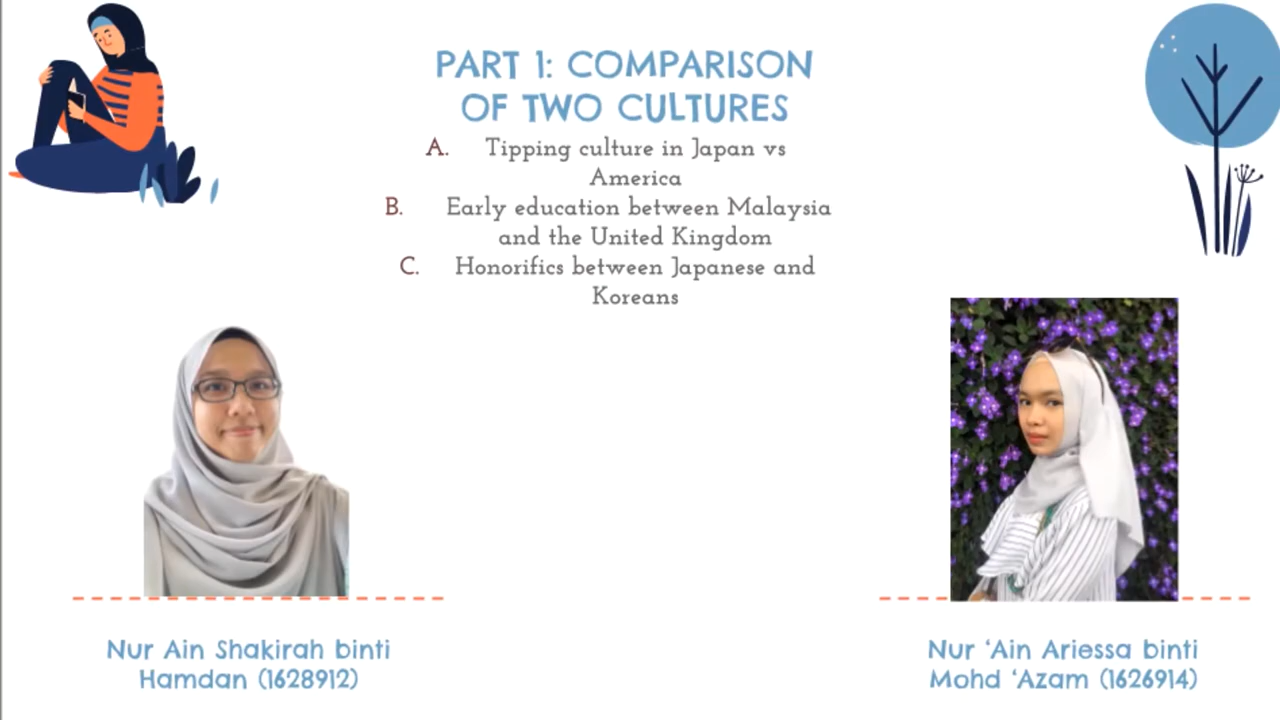 PART 1: COMPARISON
OF TWO CULTURES
A. Tipping culture in Japan vs
America
B. Early education between Malaysia
and the United Kingdom
C. Honorifics between Japanese and
Koreans
Nur Ain Shakirah binti
Hamdan (1628912)
Nur ‘Ain Ariessa binti
Mohd ‘Azam (1626914)